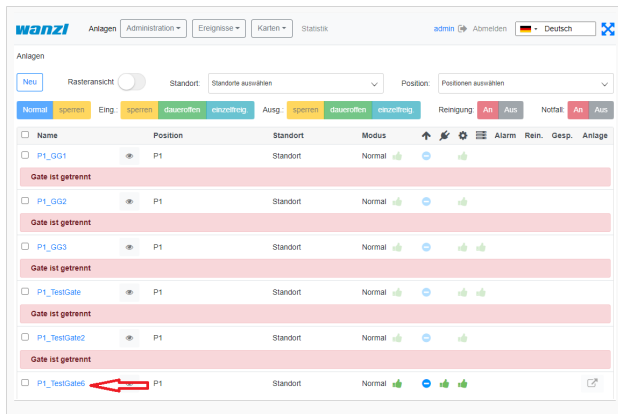 wanzl Anlagen Administration Ereignisse Karten Statistik admin Abmelden Deutsch
Anlagen
Neu Rasteransicht Standort: Standorte auswählen Position: Positionen auswählen
Normal sperren Eing.: sperren daueroffen einzelfreig. Ausg.: sperren daueroffen einzelfreig. Reinigung: An Aus Notfall: An Aus
Name Position Standort Modus Alarm Rein. Gesp. Anlage
P1_GG1 P1 Standort Normal
Gate ist getrennt
P1_GG2 P1 Standort Normal
Gate ist getrennt
P1_GG3 P1 Standort Normal
Gate ist getrennt
P1_TestGate P1 Standort Normal
Gate ist getrennt
P1_TestGate2 P1 Standort Normal
Gate ist getrennt
P1_TestGate6 P1 Standort Normal